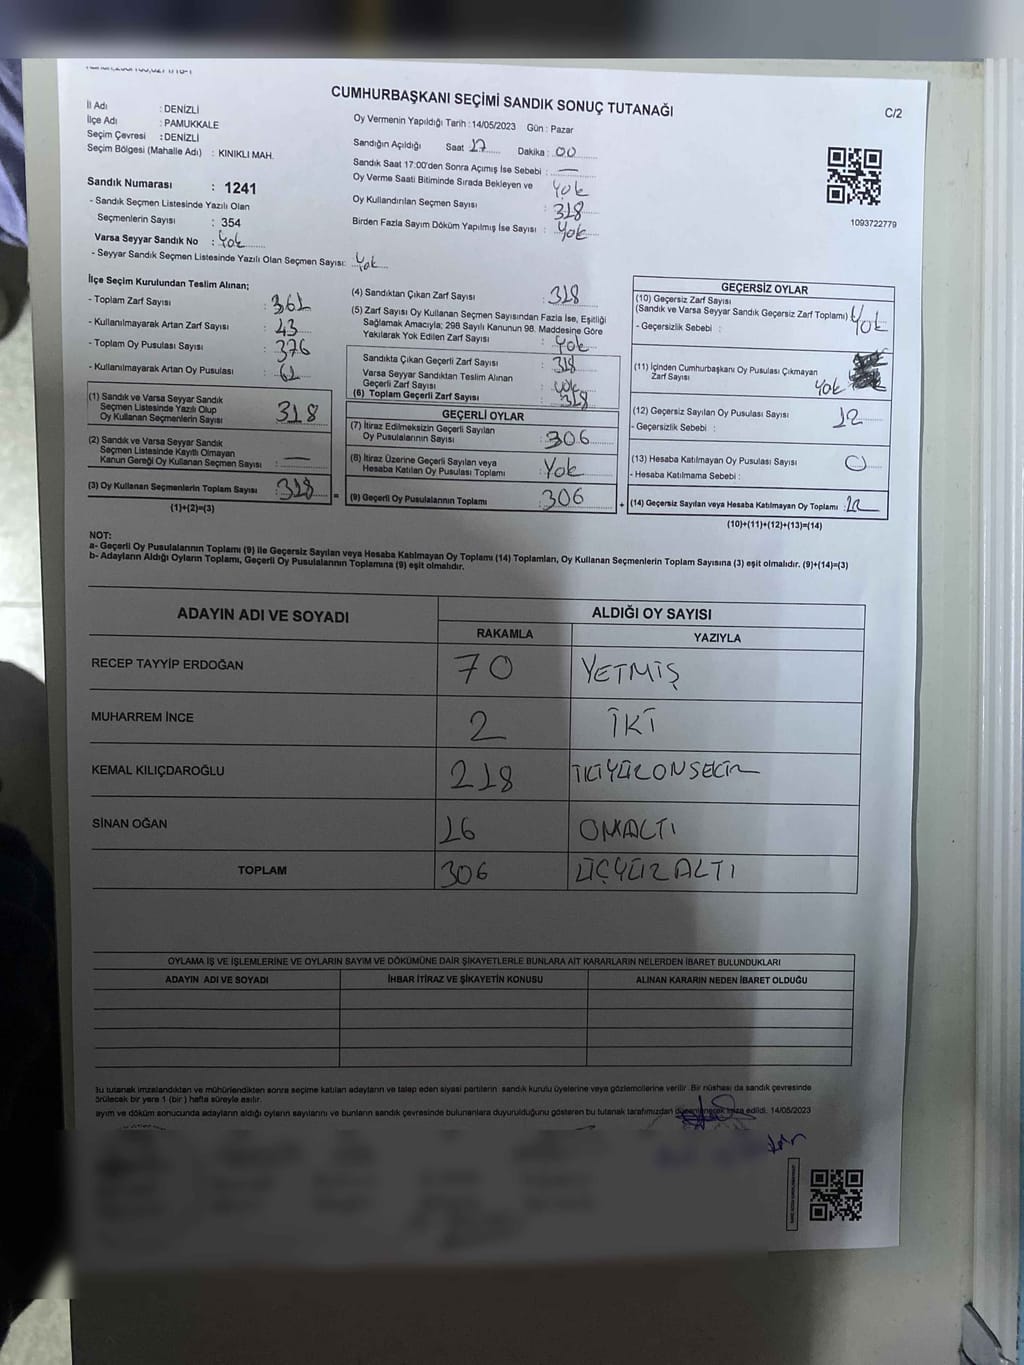 CUMHURBAŞKANI SEÇİMİ SANDIK SONUÇ TUTANAĞI
C/2
İl Adı : DENİZLİ
İlçe Adı : PAMUKKALE
Seçim Çevresi : DENİZLİ
Seçim Bölgesi (Mahalle Adı) : KINIKLI MAH.
Sandık Numarası : 1241
- Sandık Seçmen Listesinde Yazılı Olan
Seçmenlerin Sayısı : 354
Varsa Seyyar Sandık No : Yok
- Seyyar Sandık Seçmen Listesinde Yazılı Olan Seçmen Sayısı: Yok
Oy Vermenin Yapıldığı Tarih : 14/05/2023 Gün : Pazar
Sandığın Açıldığı Saat 17 Dakika : 00
Sandık Saat 17:00'den Sonra Açımış İse Sebebi : —
Oy Verme Saati Bitiminde Sırada Bekleyen ve Yok
Oy Kullandırılan Seçmen Sayısı : 318
Birden Fazla Sayım Döküm Yapılmış İse Sayısı : Yok
1093722779
İlçe Seçim Kurulundan Teslim Alınan;
- Toplam Zarf Sayısı : 361
- Kullanılmayarak Artan Zarf Sayısı : 43
- Toplam Oy Pusulası Sayısı : 376
- Kullanılmayarak Artan Oy Pusulası :
(1) Sandık ve Varsa Seyyar Sandık
Seçmen Listesinde Yazılı Olup
Oy Kullanan Seçmenlerin Sayısı : 318
(2) Sandık ve Varsa Seyyar Sandık
Seçmen Listesinde Kayıtlı Olmayan
Kanun Gereği Oy Kullanan Seçmen Sayısı : —
(3) Oy Kullanan Seçmenlerin Toplam Sayısı : 318
(1)+(2)=(3)
(4) Sandıktan Çıkan Zarf Sayısı : 318
(5) Zarf Sayısı Oy Kullanan Seçmen Sayısından Fazla İse, Eşitliği
Sağlamak Amacıyla; 298 Sayılı Kanunun 98. Maddesine Göre
Yakılarak Yok Edilen Zarf Sayısı : Yok
Sandıkta Çıkan Geçerli Zarf Sayısı : 318
Varsa Seyyar Sandıktan Teslim Alınan
Geçerli Zarf Sayısı : Yok
(6) Toplam Geçerli Zarf Sayısı : 318
GEÇERLİ OYLAR
(7) İtiraz Edilmeksizin Geçerli Sayılan
Oy Pusulalarının Sayısı : 306
(8) İtiraz Üzerine Geçerli Sayılan veya
Hesaba Katılan Oy Pusulası Toplamı : Yok
(9) Geçerli Oy Pusulalarının Toplamı : 306
GEÇERSİZ OYLAR
(10) Geçersiz Zarf Sayısı
(Sandık ve Varsa Seyyar Sandık Geçersiz Zarf Toplamı) : Yok
- Geçersizlik Sebebi :
(11) İçinden Cumhurbaşkanı Oy Pusulası Çıkmayan
Zarf Sayısı Yok
(12) Geçersiz Sayılan Oy Pusulası Sayısı : 12
- Geçersizlik Sebebi :
(13) Hesaba Katılmayan Oy Pusulası Sayısı : 0
- Hesaba Katılmama Sebebi :
+ (14) Geçersiz Sayılan veya Hesaba Katılmayan Oy Toplamı : 12
(10)+(11)+(12)+(13)=(14)
NOT:
a- Geçerli Oy Pusulalarının Toplamı (9) ile Geçersiz Sayılan veya Hesaba Katılmayan Oy Toplamı (14) Toplamları, Oy Kullanan Seçmenlerin Toplam Sayısına (3) eşit olmalıdır. (9)+(14)=(3)
b- Adayların Aldığı Oyların Toplamı, Geçerli Oy Pusulalarının Toplamına (9) eşit olmalıdır.
ADAYIN ADI VE SOYADI ALDIĞI OY SAYISI
RAKAMLA YAZIYLA
RECEP TAYYİP ERDOĞAN 70 YETMİŞ
MUHARREM İNCE 2 İKİ
KEMAL KILIÇDAROĞLU 218 İKİYÜZONSEKİZ
SİNAN OĞAN 16 ONALTI
TOPLAM 306 ÜÇYÜZALTI
OYLAMA İŞ VE İŞLEMLERİNE VE OYLARIN SAYIM VE DÖKÜMÜNE DAİR ŞİKAYETLERLE BUNLARA AİT KARARLARIN NELERDEN İBARET BULUNDUKLARI
ADAYIN ADI VE SOYADI İHBAR İTİRAZ VE ŞİKAYETİN KONUSU ALINAN KARARIN NEDEN İBARET OLDUĞU
tutanak imzalandıktan ve mühürlendikten sonra seçime katılan adayların ve talep eden siyasi partilerin sandık kurulu üyelerine veya gözlemcilerine verilir. Bir nüshası da sandık çevresinde
bir yere 1 (bir) hafta süreyle asılır.
ve döküm sonucunda adayların aldığı oyların sayılarını ve bunların sandık çevresinde bulunanlara duyurulduğunu gösteren bu tutanak tarafımızdan edildi. 14/05/2023